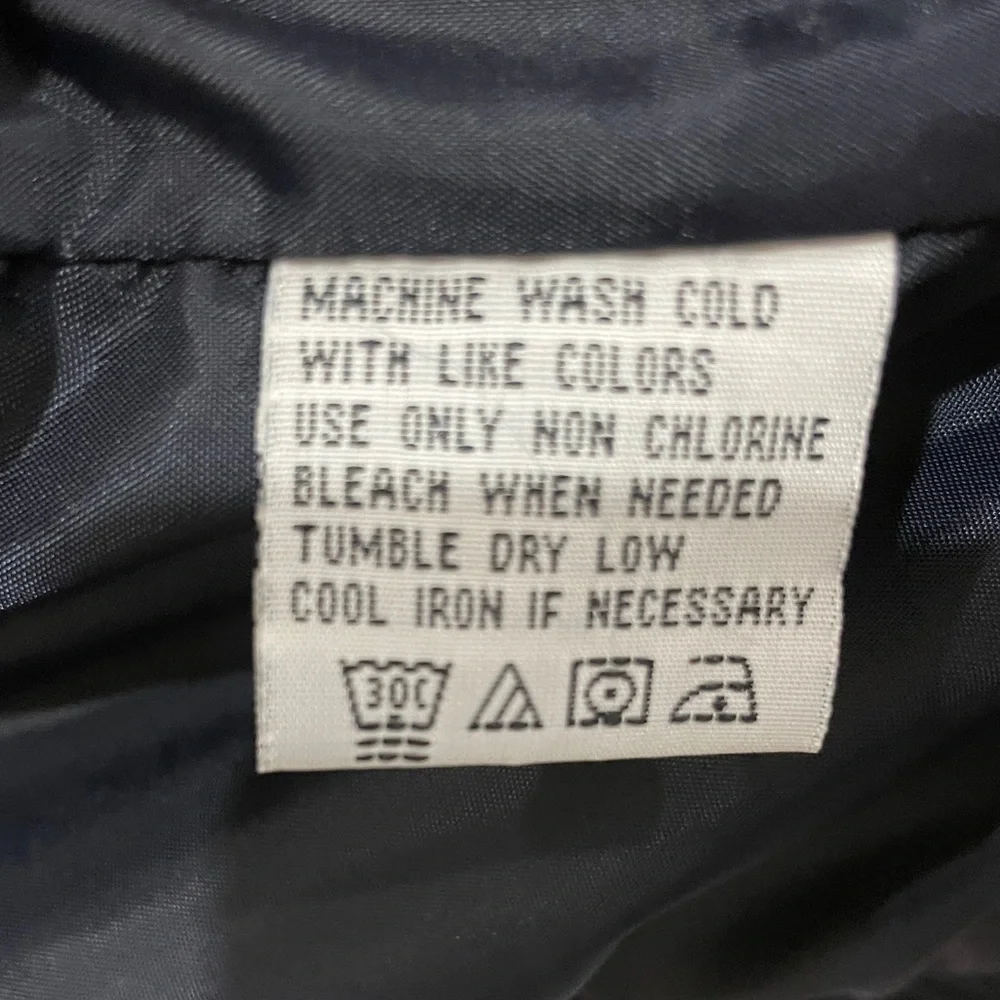 MACHINE WASH COLD
WITH LIKE COLORS
USE ONLY NON CHLORINE
BLEACH WHEN NEEDED
TUMBLE DRY LOW
COOL IRON IF NECESSARY
30C